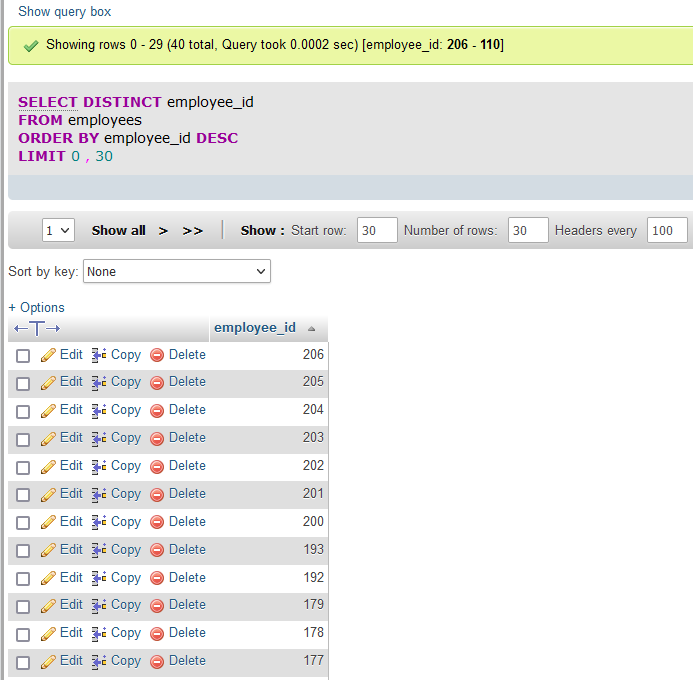 Show query box
Showing rows 0 - 29 (40 total, Query took 0.0002 sec) [employee_id: 206 - 110]
SELECT DISTINCT employee_id
FROM employees
ORDER BY employee_id DESC
LIMIT 0 , 30
1 Show all > >> Show : Start row: 30 Number of rows: 30 Headers every 100
Sort by key: None
+ Options
←T→ employee_id
Edit Copy Delete 206
Edit Copy Delete 205
Edit Copy Delete 204
Edit Copy Delete 203
Edit Copy Delete 202
Edit Copy Delete 201
Edit Copy Delete 200
Edit Copy Delete 193
Edit Copy Delete 192
Edit Copy Delete 179
Edit Copy Delete 178
Edit Copy Delete 177